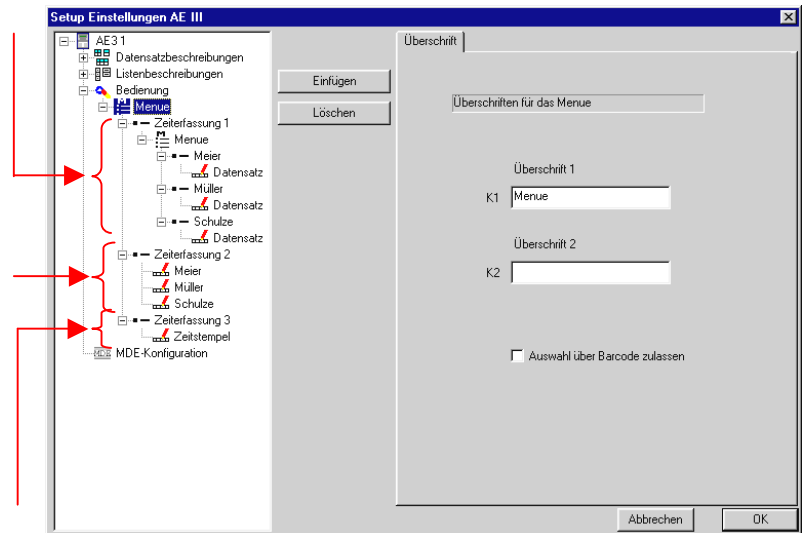 Setup Einstellungen AE III
AE3 1
Datensatzbeschreibungen
Listenbeschreibungen
Bedienung
Menue
Zeiterfassung 1
Menue
Meier
Datensatz
Müller
Datensatz
Schulze
Datensatz
Zeiterfassung 2
Meier
Müller
Schulze
Zeiterfassung 3
Zeitstempel
MDE MDE-Konfiguration
Einfügen
Löschen
Überschrift
Überschriften für das Menue
Überschrift 1
K1 Menue
Überschrift 2
K2
Auswahl über Barcode zulassen
Abbrechen OK